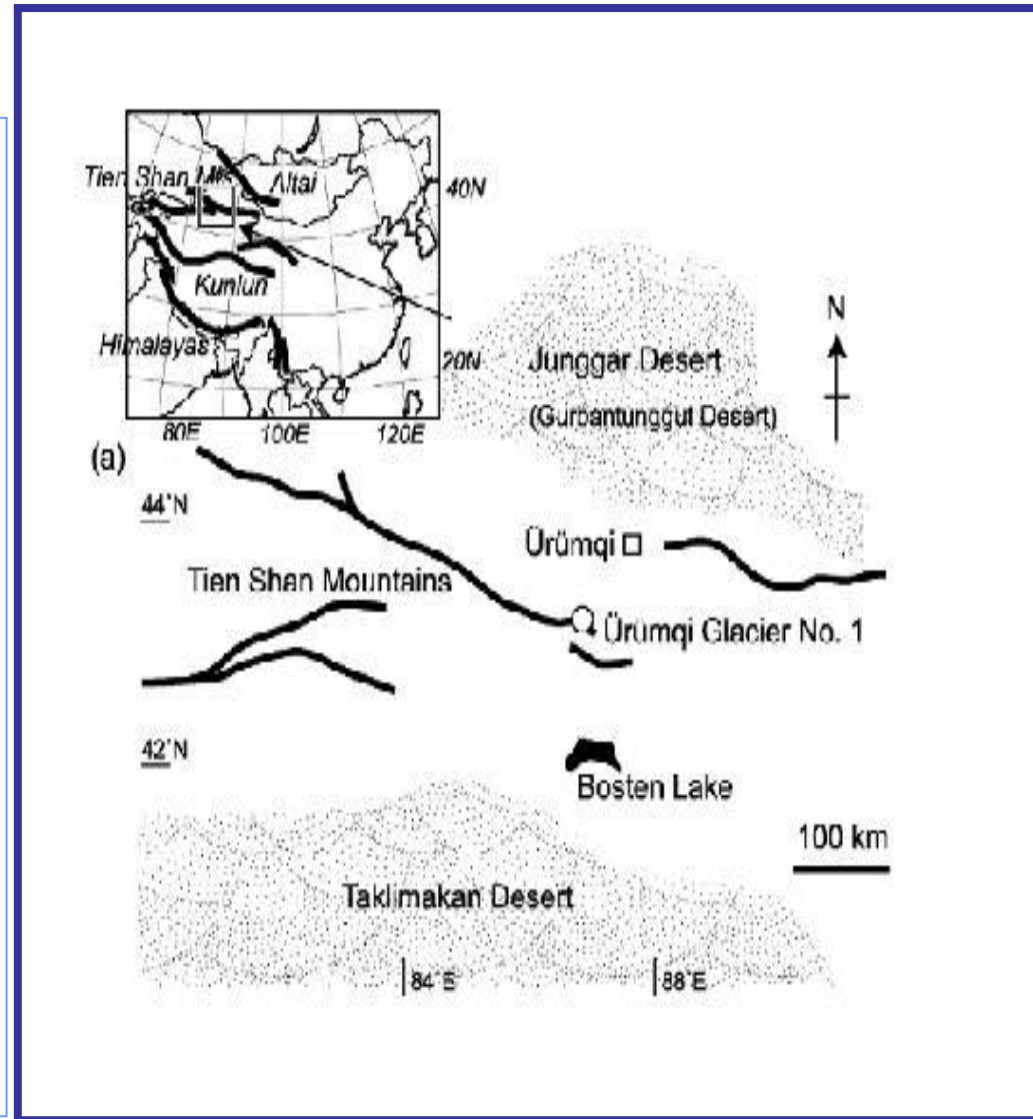 Tien Shan Mts
Altai
40N
Kunlun
Himalayas
20N
80E
100E
120E
(a)
N
Junggar Desert
(Gurbantunggut Desert)
44°N
Ürümqi
Tien Shan Mountains
Ürümqi Glacier No. 1
42°N
Bosten Lake
100 km
Taklimakan Desert
84°E
88°E